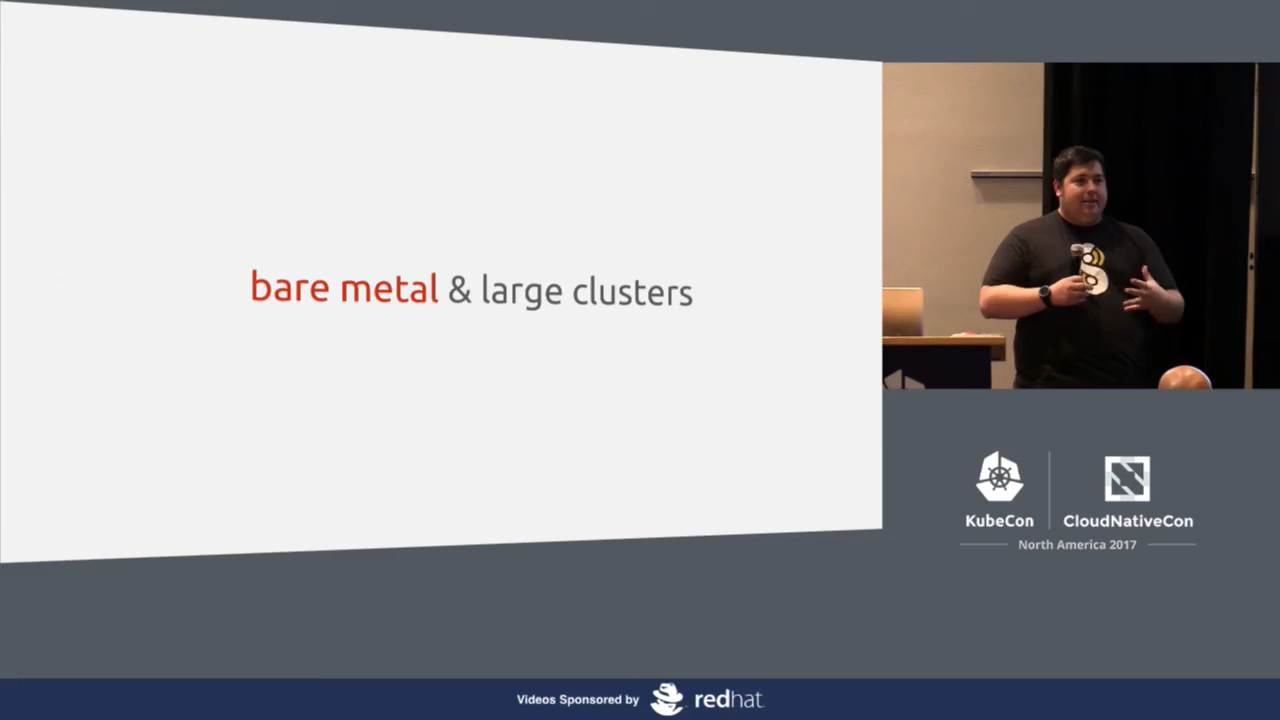 bare metal & large clusters
KubeCon
CloudNativeCon
North America 2017
Videos Sponsored by redhat.